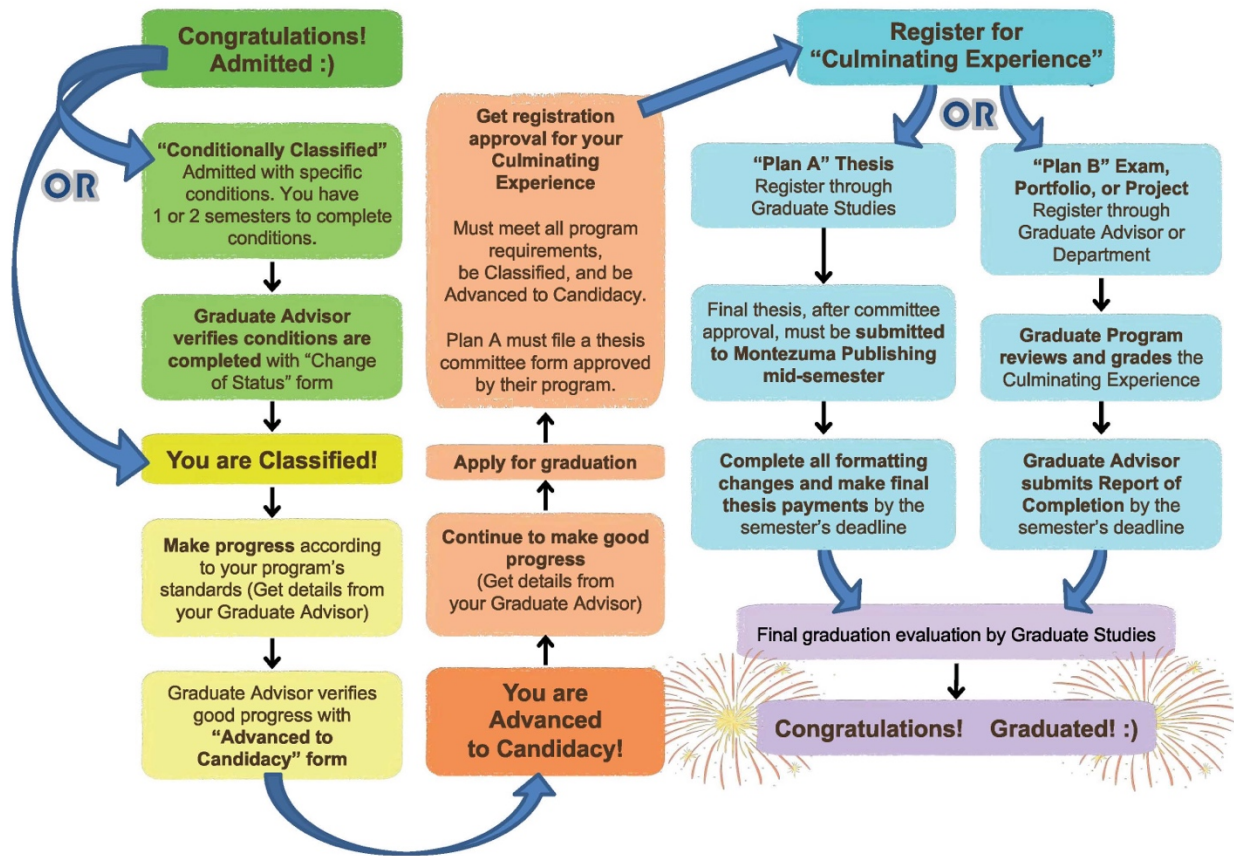 Congratulations!
Admitted :)
OR
“Conditionally Classified”
Admitted with specific
conditions. You have
1 or 2 semesters to complete
conditions.
Graduate Advisor
verifies conditions are
completed with “Change
of Status” form
You are Classified!
Make progress according
to your program’s
standards (Get details from
your Graduate Advisor)
Graduate Advisor verifies
good progress with
“Advanced to
Candidacy” form
You are
Advanced
to Candidacy!
Continue to make good
progress
(Get details from
your Graduate Advisor)
Apply for graduation
Get registration
approval for your
Culminating
Experience
Must meet all program
requirements,
be Classified, and be
Advanced to Candidacy.
Plan A must file a thesis
committee form approved
by their program.
Register for
“Culminating Experience”
OR
“Plan A” Thesis
Register through
Graduate Studies
Final thesis, after committee
approval, must be submitted
to Montezuma Publishing
mid-semester
Complete all formatting
changes and make final
thesis payments by the
semester’s deadline
“Plan B” Exam,
Portfolio, or Project
Register through
Graduate Advisor or
Department
Graduate Program
reviews and grades the
Culminating Experience
Graduate Advisor
submits Report of
Completion by the
semester’s deadline
Final graduation evaluation by Graduate Studies
Congratulations! Graduated! :)